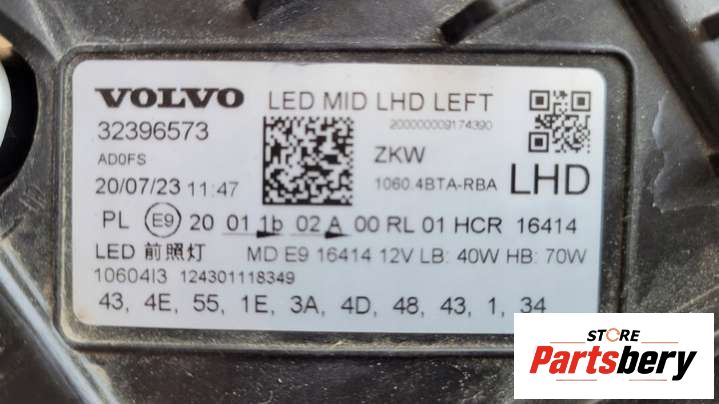 VOLVO LED MID LHD LEFT
32396573 200000009174390
AD0FS ZKW
20/07/23 11:47 1060.4BTA-RBA LHD
PL E9 20 01 1b 02 A 00 RL 01 HCR 16414
LED 前照灯 MD E9 16414 12V LB: 40W HB: 70W
10604I3 124301118349
43, 4E, 55, 1E, 3A, 4D, 48, 43, 1, 34
STORE
Partsbery